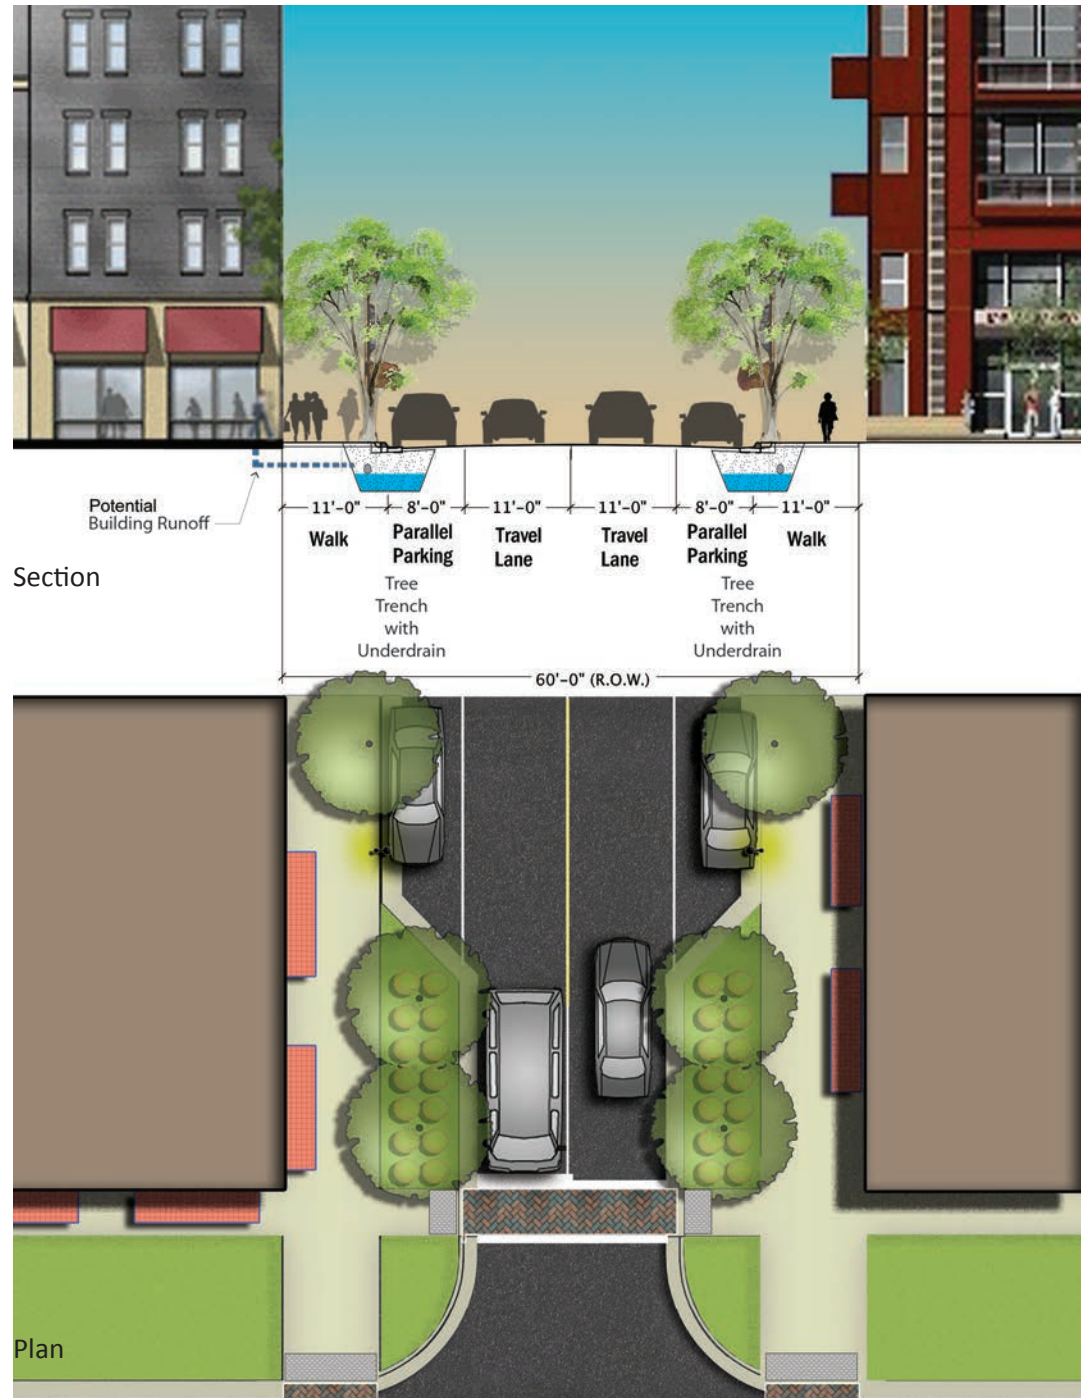 Potential
Building Runoff
11'-0" 8'-0" 11'-0" 11'-0" 8'-0" 11'-0"
Walk
Parallel
Parking
Travel
Lane
Travel
Lane
Parallel
Parking
Walk
Section
Tree
Trench
with
Underdrain
Tree
Trench
with
Underdrain
60'-0" (R.O.W.)
Plan